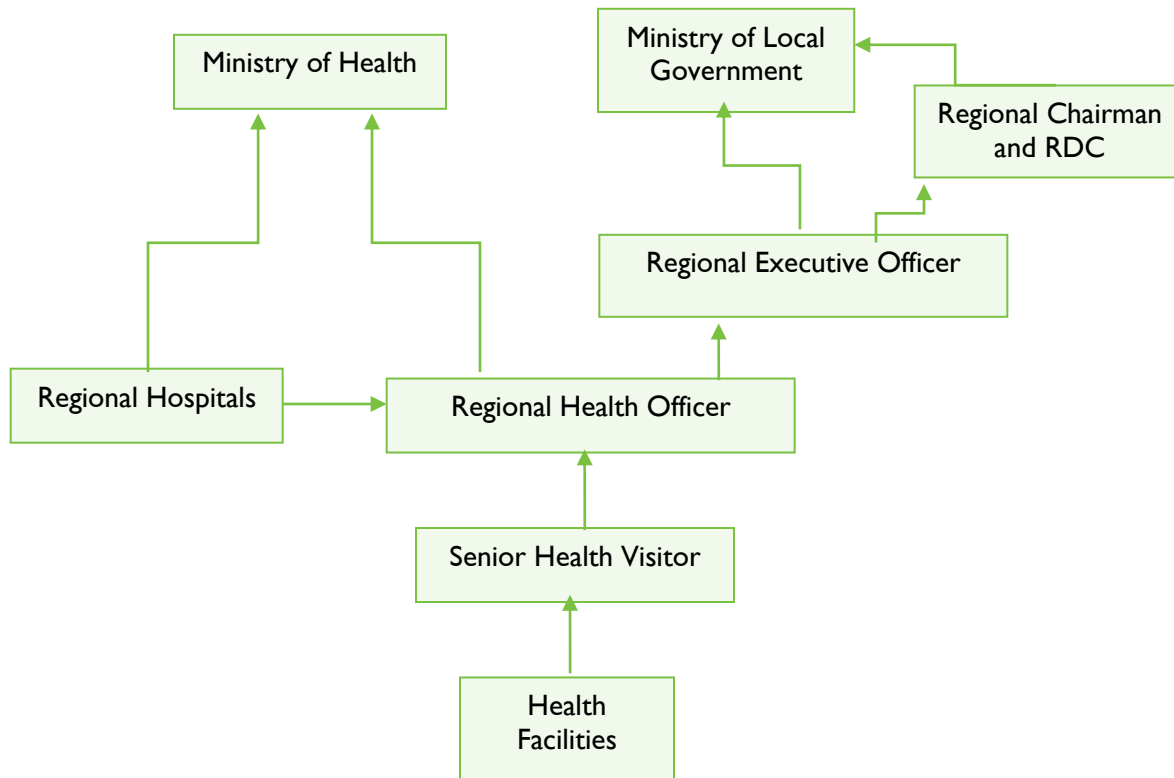 Ministry of Health
Ministry of Local
Government
Regional Chairman
and RDC
Regional Executive Officer
Regional Hospitals
Regional Health Officer
Senior Health Visitor
Health
Facilities